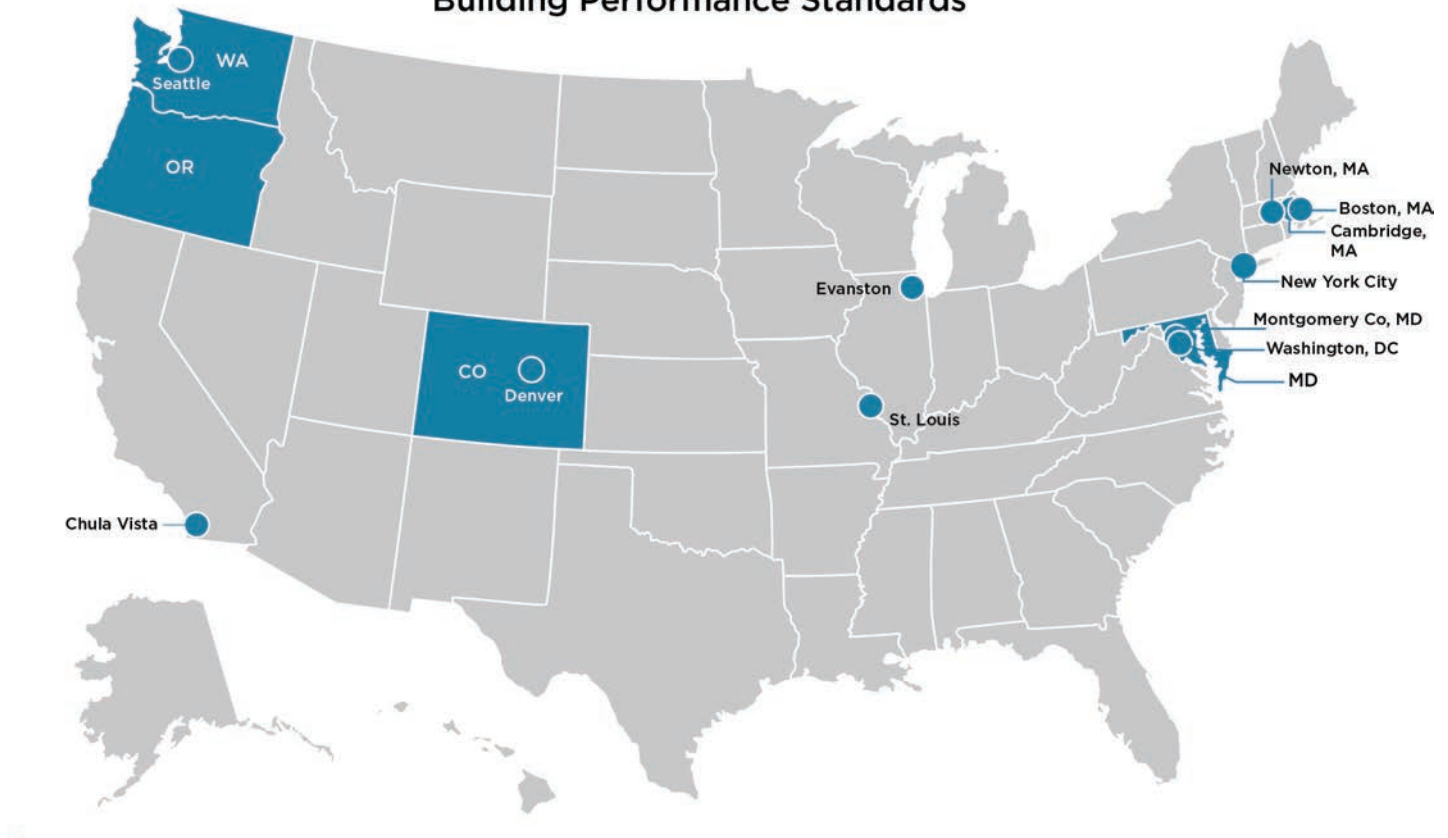 Building Performance Standards
WA
Seattle
OR
Newton, MA
Boston, MA
Cambridge,
MA
New York City
Evanston
Montgomery Co, MD
Washington, DC
MD
CO
Denver
St. Louis
Chula Vista